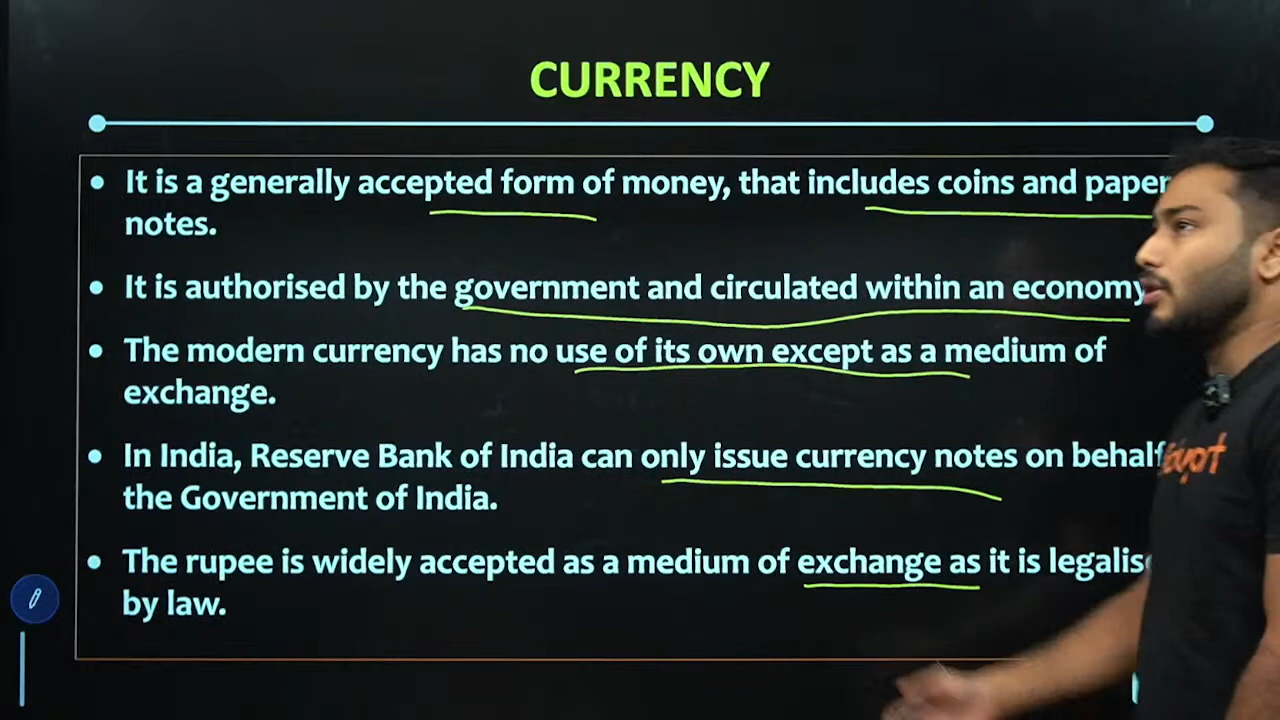 CURRENCY
• It is a generally accepted form of money, that includes coins and paper
notes.
• It is authorised by the government and circulated within an economy
• The modern currency has no use of its own except as a medium of
exchange.
• In India, Reserve Bank of India can only issue currency notes on behalf
the Government of India.
• The rupee is widely accepted as a medium of exchange as it is
by law.